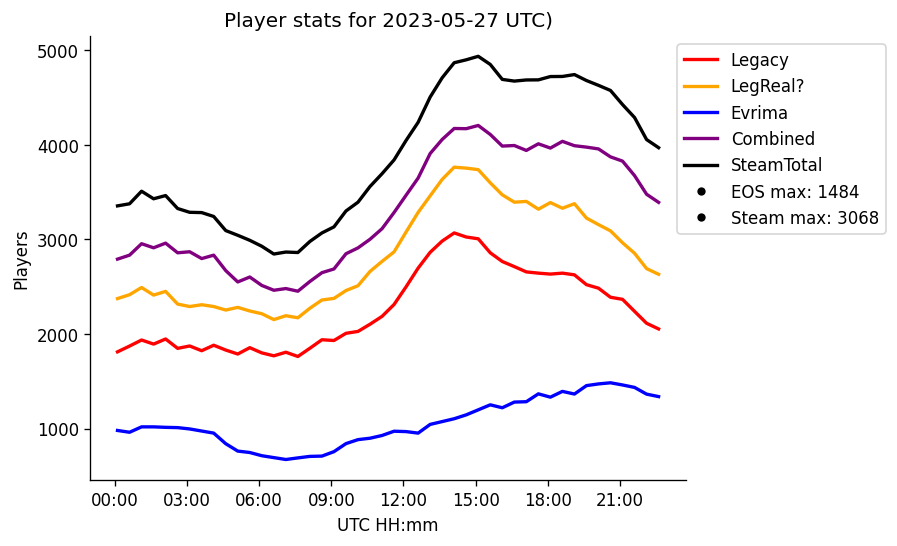 Player stats for 2023-05-27 UTC)
5000
4000
3000
2000
1000
Players
00:00 03:00 06:00 09:00 12:00 15:00 18:00 21:00
UTC HH:mm
Legacy
LegReal?
Evrima
Combined
SteamTotal
EOS max: 1484
Steam max: 3068